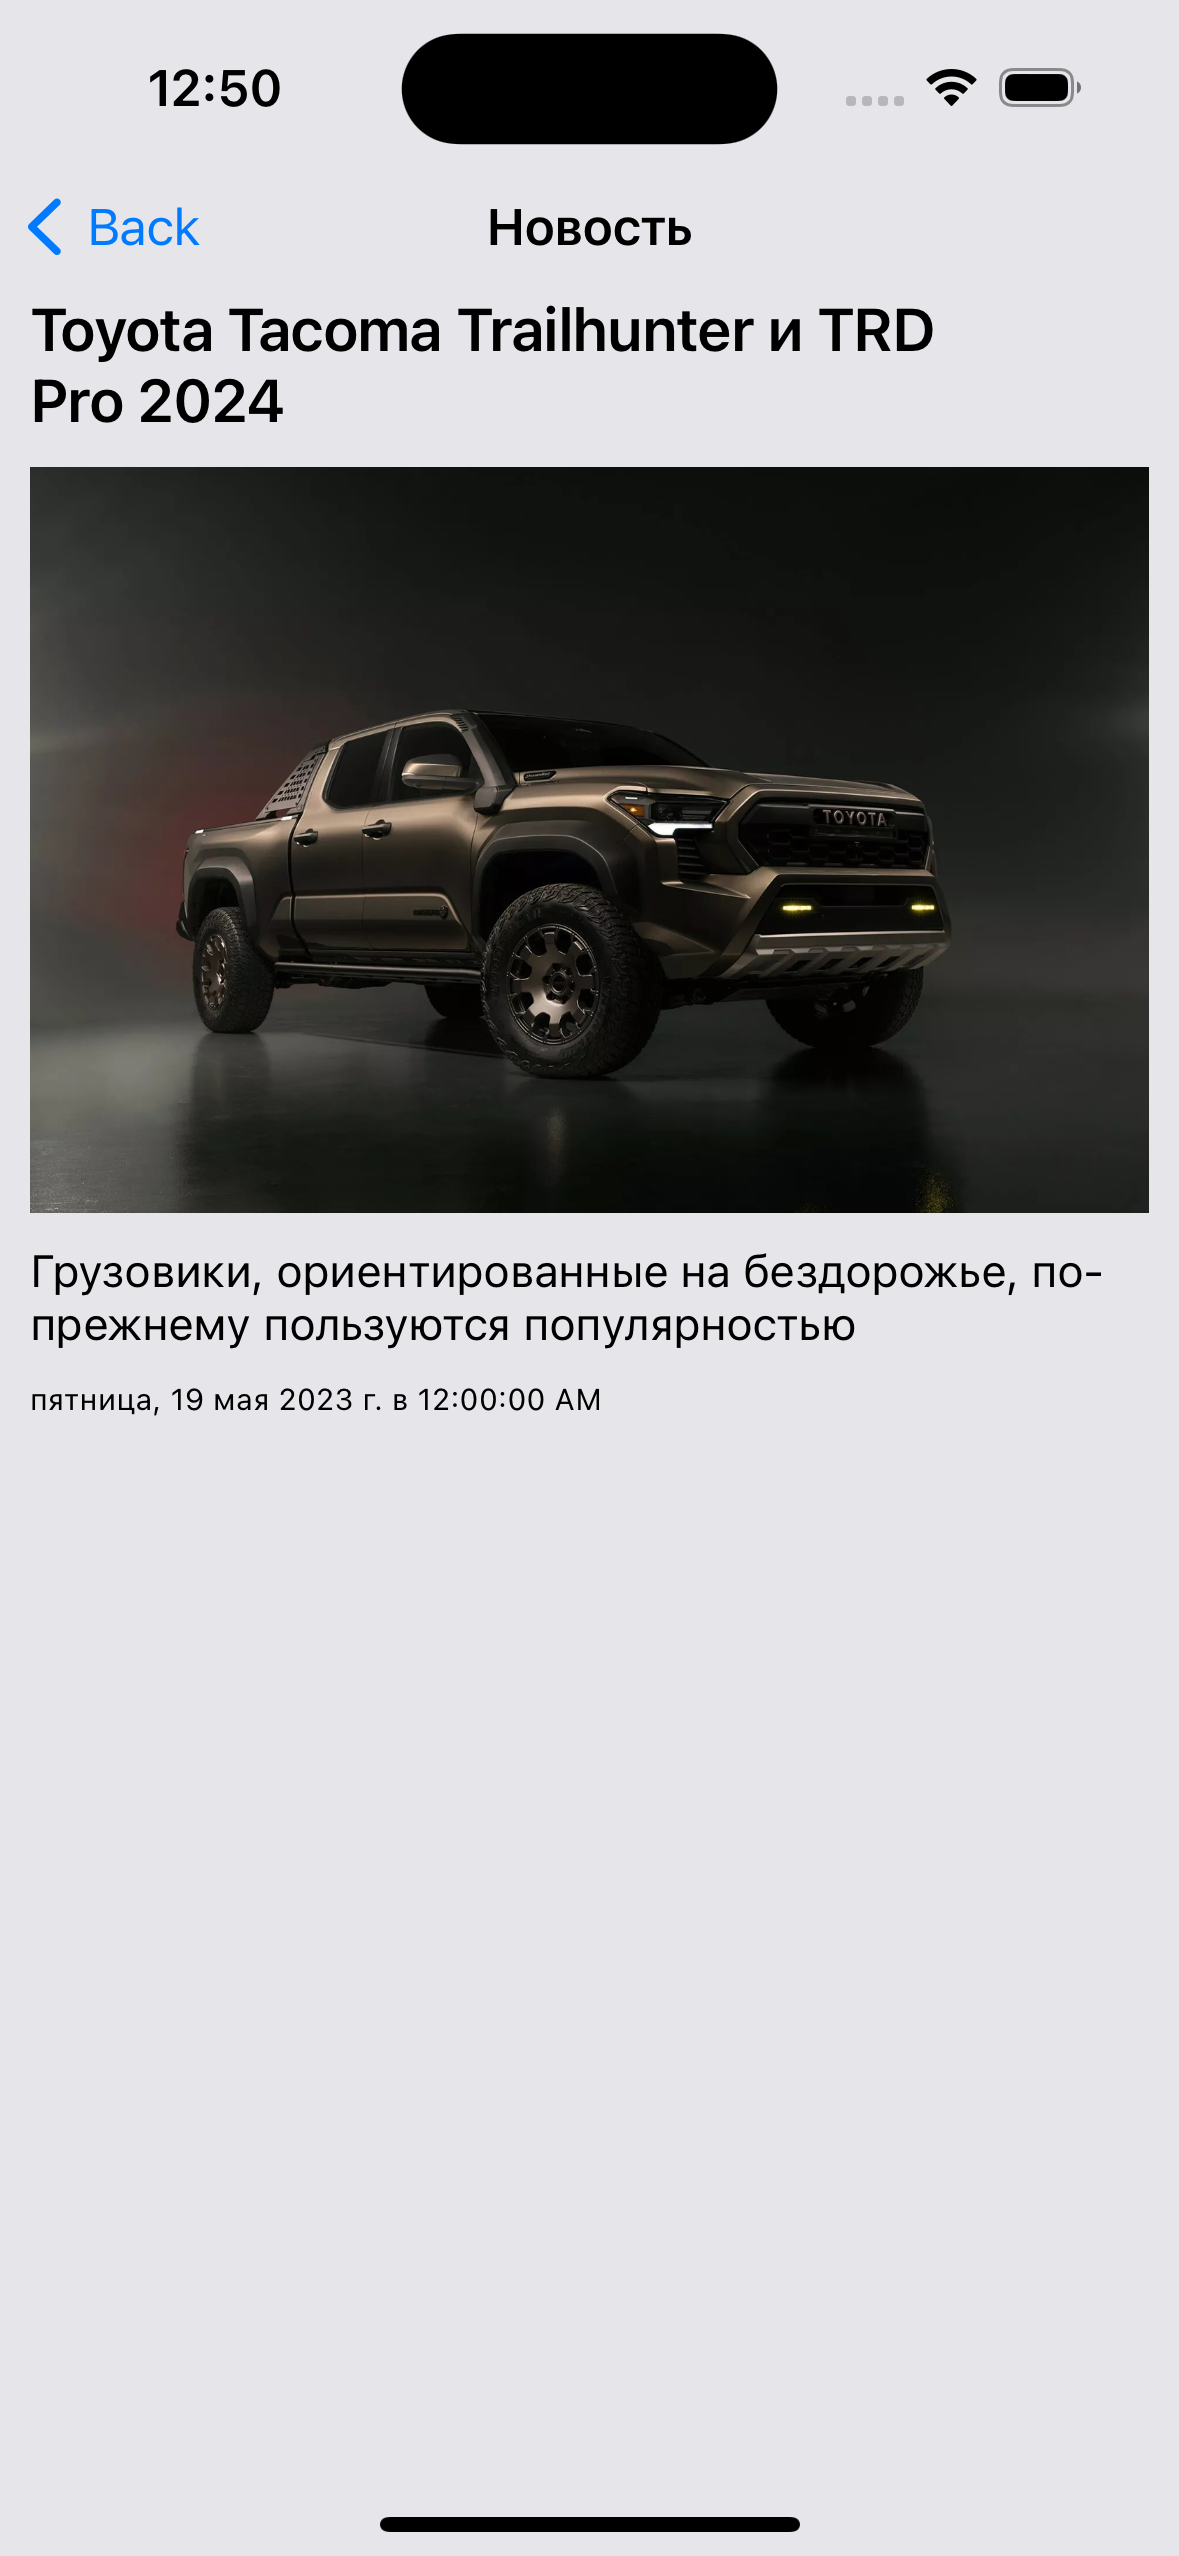 12:50
Back
Новость
Toyota Tacoma Trailhunter и TRD
Pro 2024
TOYOTA
Грузовики, ориентированные на бездорожье, по-
прежнему пользуются популярностью
пятница, 19 мая 2023 г. в 12:00:00 AM